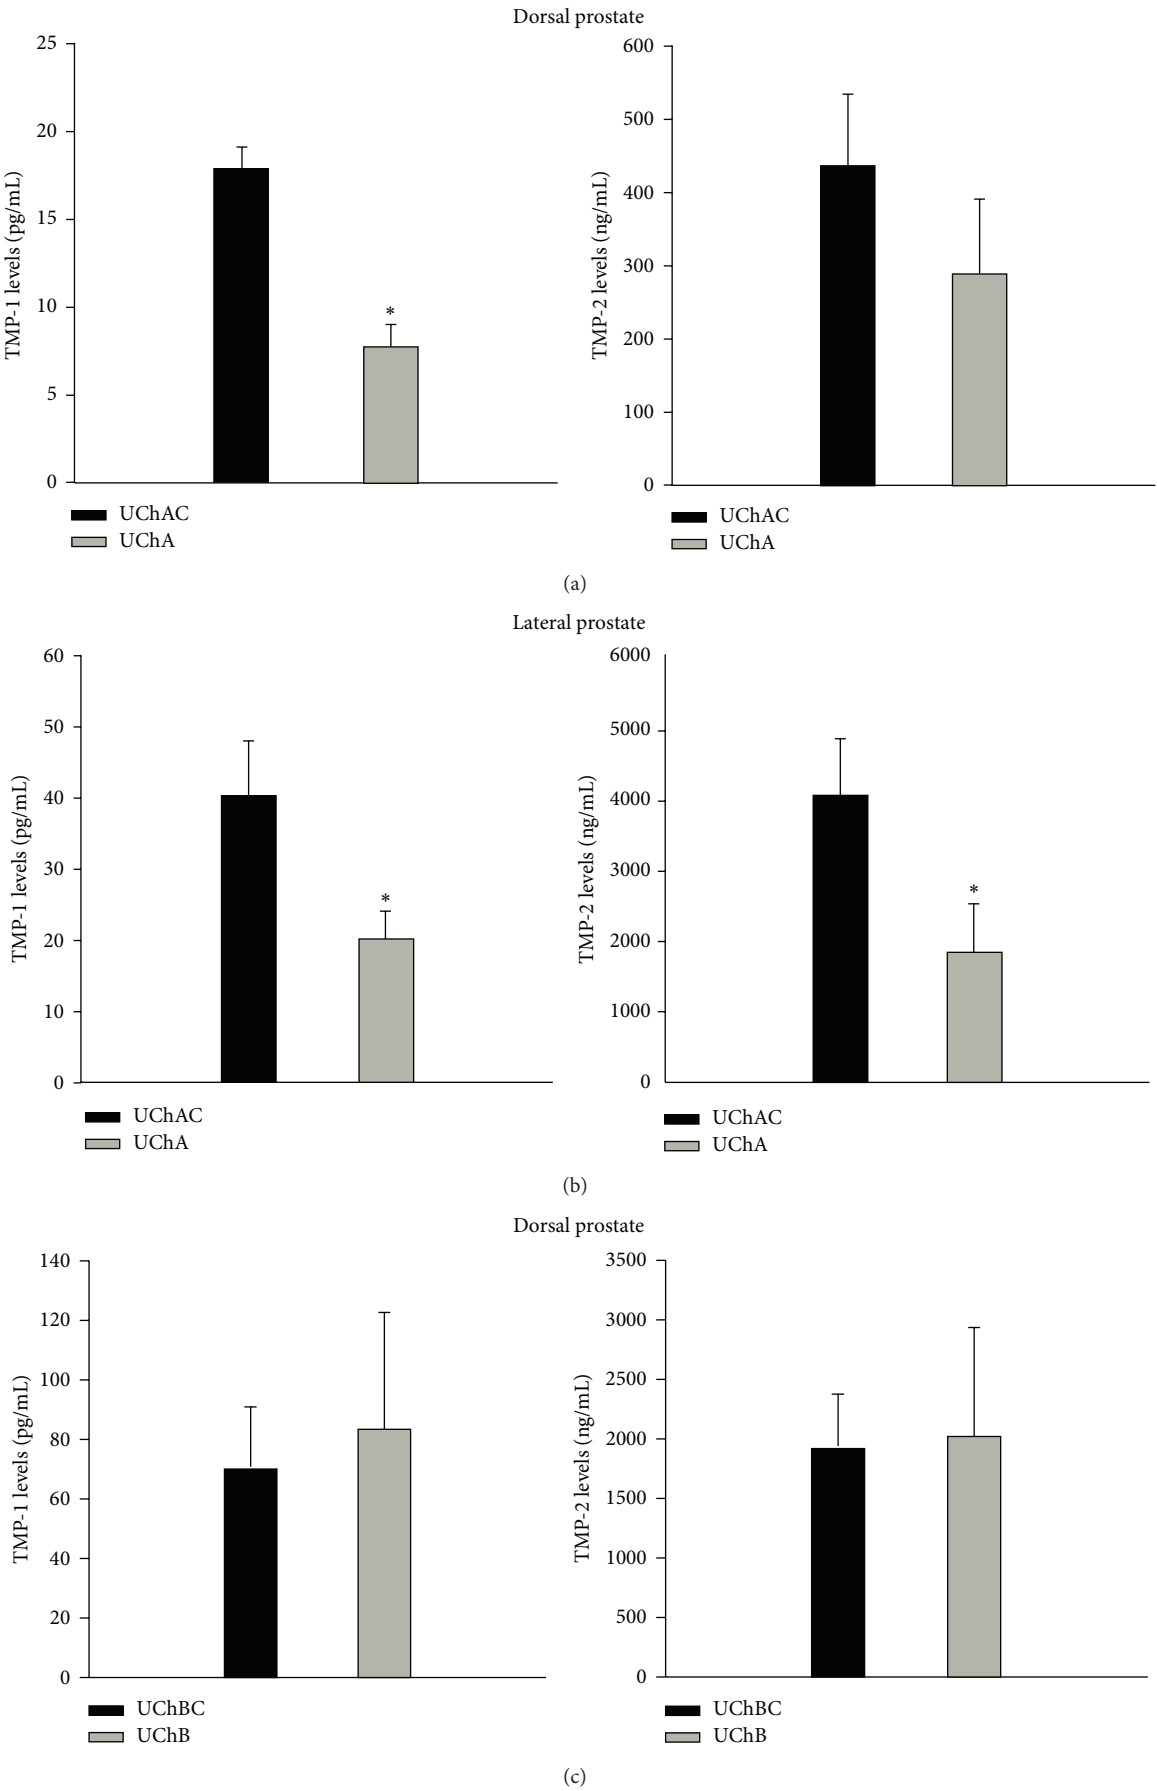 Dorsal prostate
25
20
15
10
5
0
TMP-1 levels (pg/mL)
*
UChAC
UChA
600
500
400
300
200
100
0
TMP-2 levels (ng/mL)
UChAC
UChA
(a)
Lateral prostate
60
50
40
30
20
10
0
TMP-1 levels (pg/mL)
*
UChAC
UChA
6000
5000
4000
3000
2000
1000
0
TMP-2 levels (ng/mL)
*
UChAC
UChA
(b)
Dorsal prostate
140
120
100
80
60
40
20
0
TMP-1 levels (pg/mL)
UChBC
UChB
3500
3000
2500
2000
1500
1000
500
0
TMP-2 levels (ng/mL)
UChBC
UChB
(c)